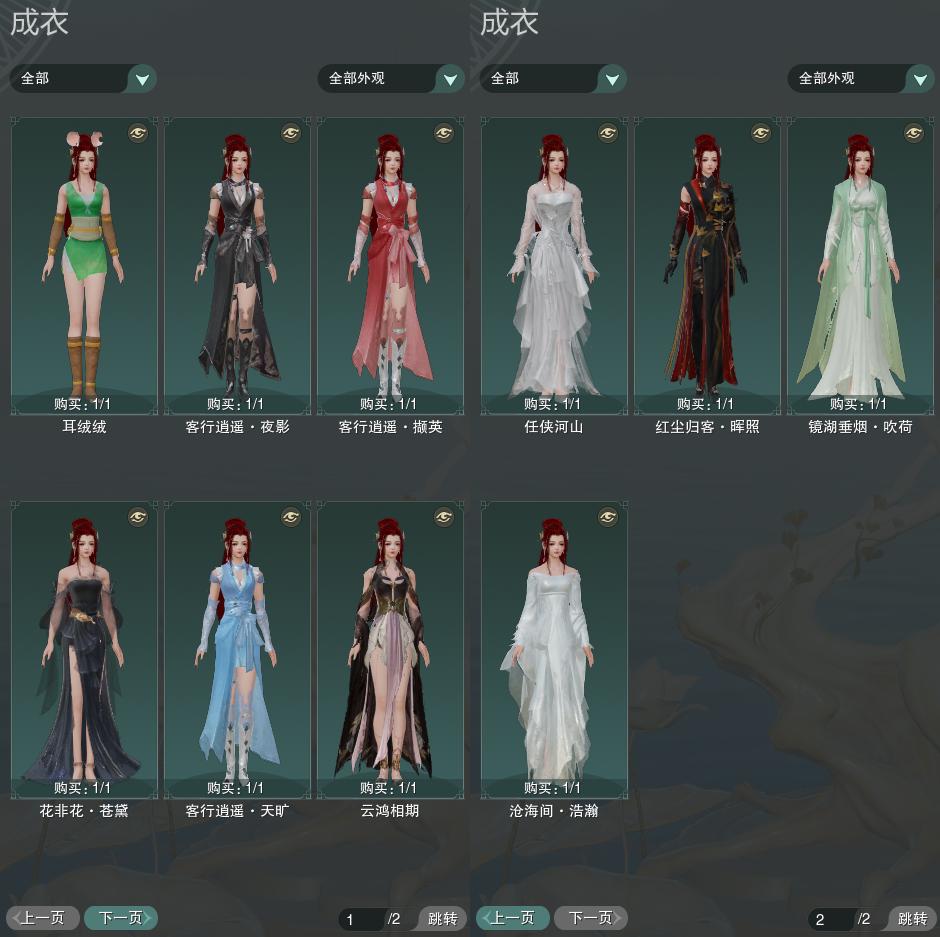 成衣
全部
全部外观
购买：1/1
购买：1/1
购买：1/1
耳绒绒
客行逍遥·夜影
客行逍遥·撷英
购买：1/1
购买：1/1
购买：1/1
花非花·苍黛
客行逍遥·天旷
云鸿相期
上一页
下一页
1
/2
跳转
成衣
全部
全部外观
购买：1/1
购买：1/1
购买：1/1
任侠河山
红尘归客·晖照
镜湖垂烟·吹荷
购买：1/1
沧海间·浩瀚
上一页
下一页
2
/2
跳转